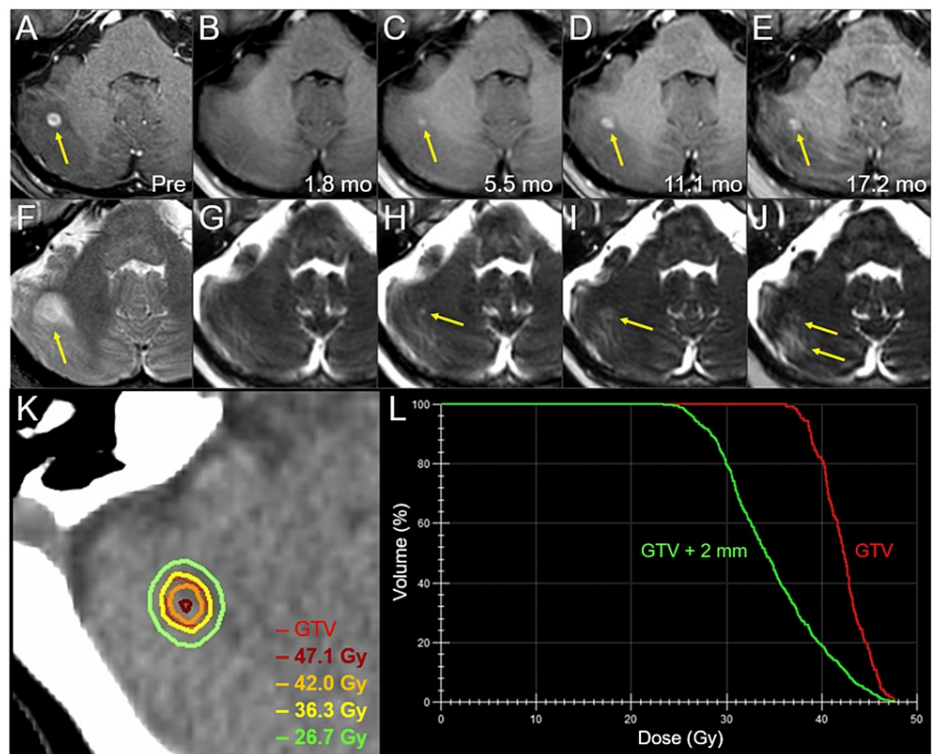 A B C D E
Pre 1.8 mo 5.5 mo 11.1 mo 17.2 mo
F G H I J
K
– GTV
– 47.1 Gy
– 42.0 Gy
– 36.3 Gy
– 26.7 Gy
L
100
80
60
40
20
0
Volume (%)
GTV + 2 mm
GTV
0 10 20 30 40 50
Dose (Gy)